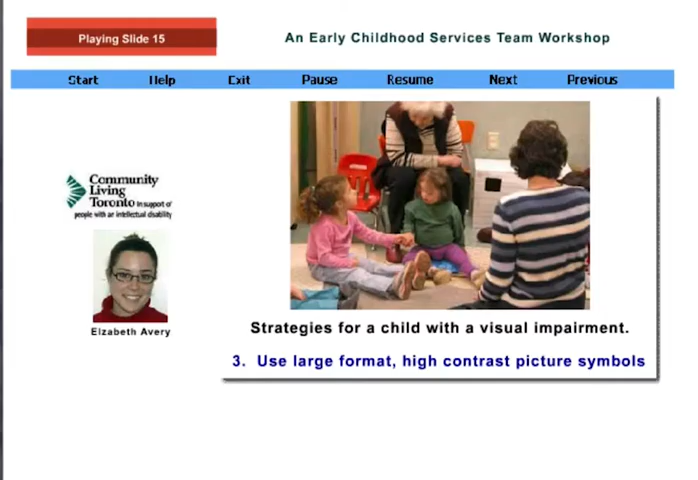 Playing Slide 15
An Early Childhood Services Team Workshop
Start Help Exit Pause Resume Next Previous
Community
Living
Toronto in support of
people with an intellectual disability
Elzabeth Avery
Strategies for a child with a visual impairment.
3. Use large format, high contrast picture symbols